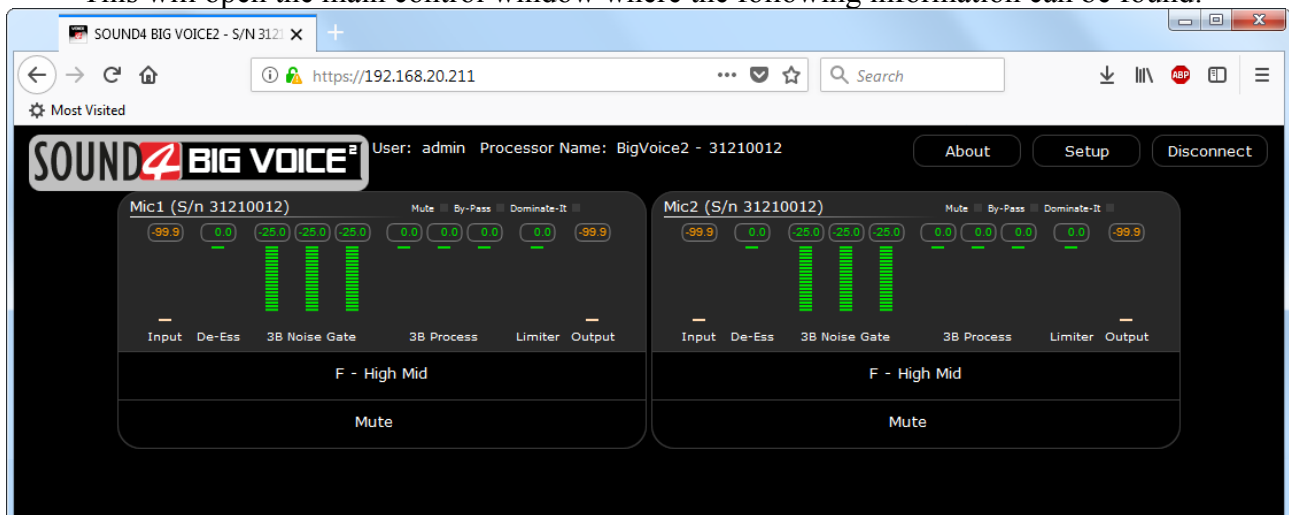 This will open the main control window where the following information can be found:
SOUND4 BIG VOICE2 - S/N 3121
https://192.168.20.211
Search
ABP
Most Visited
SOUND4 BIG VOICE²
User: admin Processor Name: BigVoice2 - 31210012
About Setup Disconnect
Mic1 (S/n 31210012) Mute By-Pass Dominate-It
-99.9 0.0 -25.0 -25.0 -25.0 0.0 0.0 0.0 0.0 -99.9
Input De-Ess 3B Noise Gate 3B Process Limiter Output
F - High Mid
Mute
Mic2 (S/n 31210012) Mute By-Pass Dominate-It
-99.9 0.0 -25.0 -25.0 -25.0 0.0 0.0 0.0 0.0 -99.9
Input De-Ess 3B Noise Gate 3B Process Limiter Output
F - High Mid
Mute